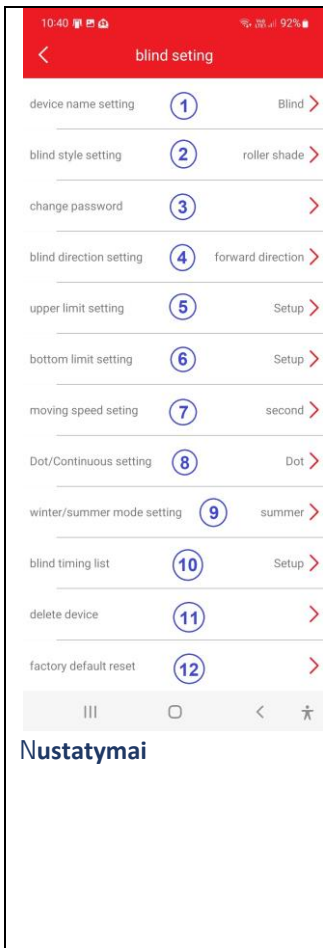 10:40 92%
blind seting
device name setting 1 Blind
blind style setting 2 roller shade
change password 3
blind direction setting 4 forward direction
upper limit setting 5 Setup
bottom limit setting 6 Setup
moving speed seting 7 second
Dot/Continuous setting 8 Dot
winter/summer mode setting 9 summer
blind timing list 10 Setup
delete device 11
factory default reset 12
Nustatymai